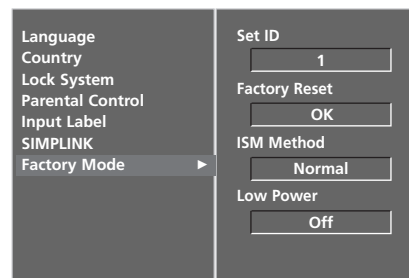 Language
Country
Lock System
Parental Control
Input Label
SIMPLINK
Factory Mode ►
Set ID
1
Factory Reset
OK
ISM Method
Normal
Low Power
Off